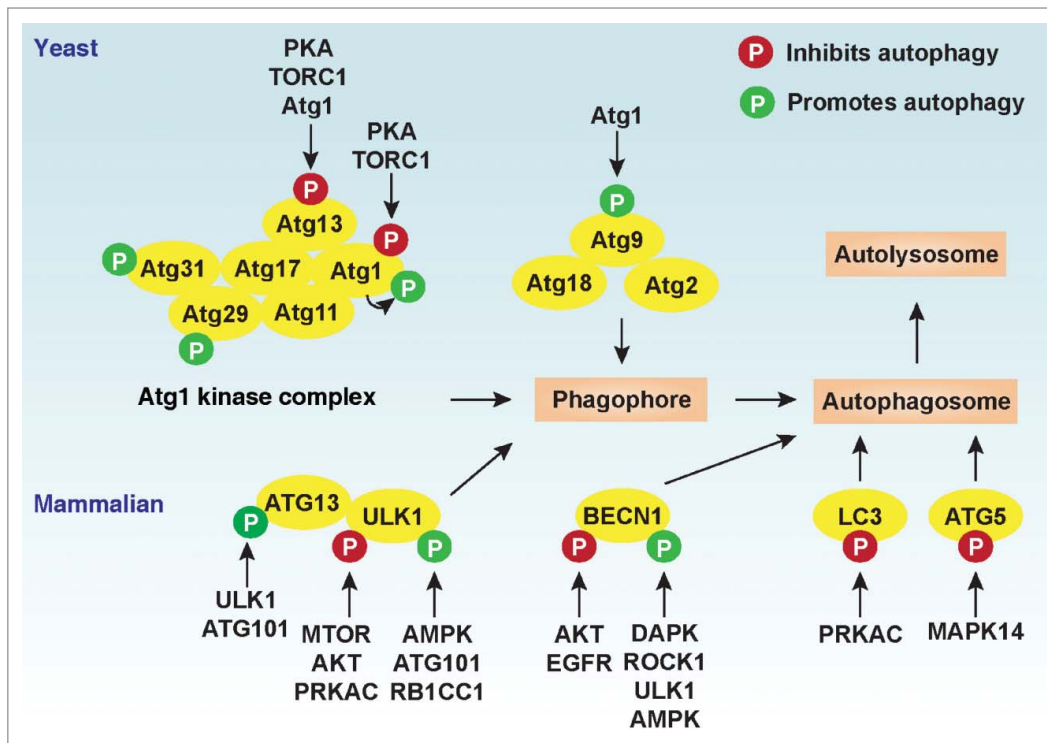 Yeast
PKA
TORC1
Atg1
PKA
TORC1
P
Atg13
P
Atg31
P
Atg17
Atg1
P
P
Atg29
P
Atg11
Atg1 kinase complex
Atg1
P
Atg9
Atg18
Atg2
P Inhibits autophagy
P Promotes autophagy
Autolysosome
Phagophore
Autophagosome
Mammalian
ATG13
P
ULK1
P
P
ULK1
ATG101
MTOR
AKT
PRKAC
AMPK
ATG101
RB1CC1
BECN1
P
P
AKT
EGFR
DAPK
ROCK1
ULK1
AMPK
LC3
P
PRKAC
ATG5
P
MAPK14